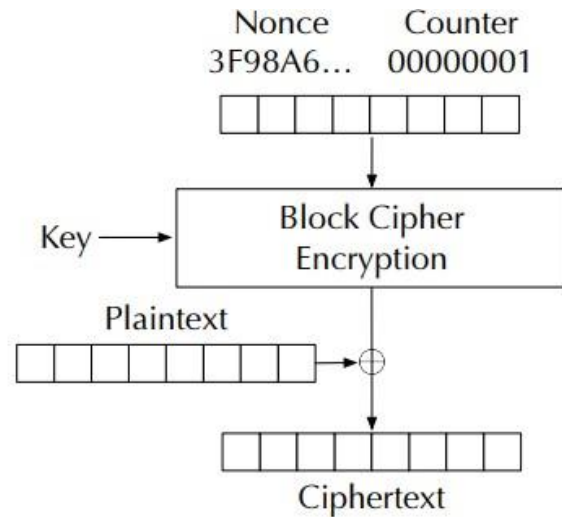 Nonce Counter
3F98A6... 00000001
Block Cipher
Encryption
Key
Plaintext
Ciphertext